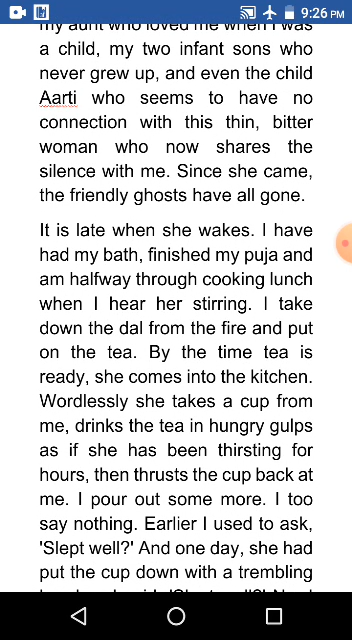 9:26 PM
my aunt who loved me when I was
a child, my two infant sons who
never grew up, and even the child
Aarti who seems to have no
connection with this thin, bitter
woman who now shares the
silence with me. Since she came,
the friendly ghosts have all gone.
It is late when she wakes. I have
had my bath, finished my puja and
am halfway through cooking lunch
when I hear her stirring. I take
down the dal from the fire and put
on the tea. By the time tea is
ready, she comes into the kitchen.
Wordlessly she takes a cup from
me, drinks the tea in hungry gulps
as if she has been thirsting for
hours, then thrusts the cup back at
me. I pour out some more. I too
say nothing. Earlier I used to ask,
'Slept well?' And one day, she had
put the cup down with a trembling